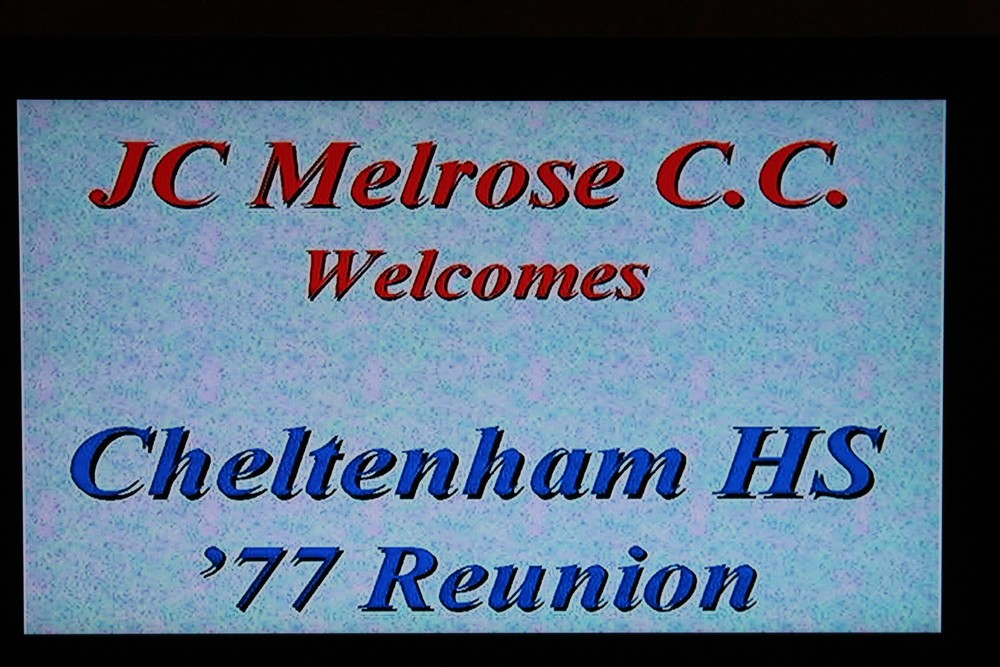 JC Melrose C.C.
Welcomes
Cheltenham HS
’77 Reunion